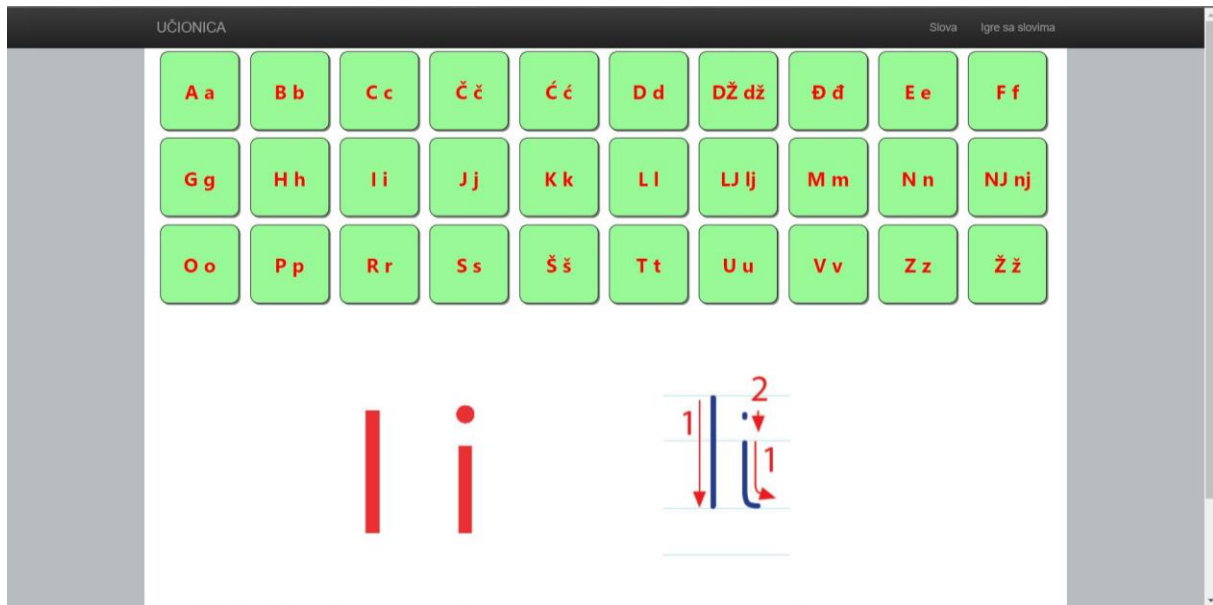 UČIONICA Slova Igre sa slovima
A a B b C c Č č Ć ć D d DŽ dž Đ đ E e F f
G g H h I i J j K k L l LJ lj M m N n NJ nj
O o P p R r S s Š š T t U u V v Z z Ž ž
I i 1 I i 2 1